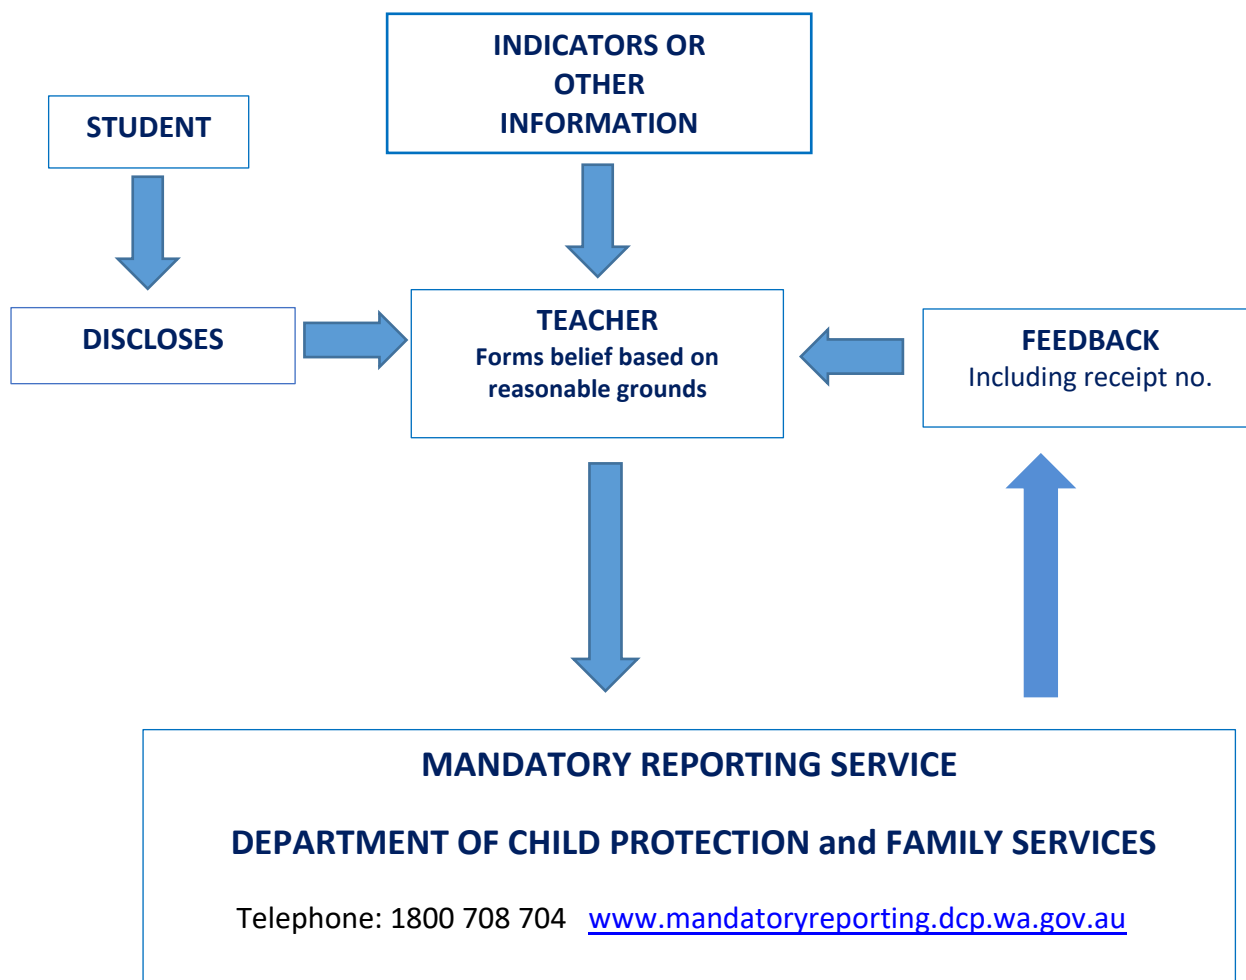 INDICATORS OR
OTHER
INFORMATION
STUDENT
DISCLOSES
TEACHER
Forms belief based on
reasonable grounds
FEEDBACK
Including receipt no.
MANDATORY REPORTING SERVICE
DEPARTMENT OF CHILD PROTECTION and FAMILY SERVICES
Telephone: 1800 708 704 www.mandatoryreporting.dcp.wa.gov.au